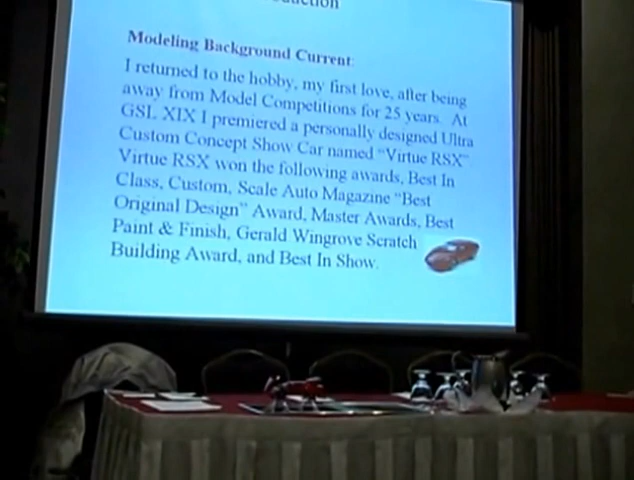 Modeling Background Current:
I returned to the hobby, my first love, after being
away from Model Competitions for 25 years. At
GSL XIX I premiered a personally designed Ultra
Custom Concept Show Car named "Virtue RSX".
Virtue RSX won the following awards, Best In
Class, Custom, Scale Auto Magazine "Best
Original Design" Award, Master Awards, Best
Paint & Finish, Gerald Wingrove Scratch
Building Award, and Best In Show.